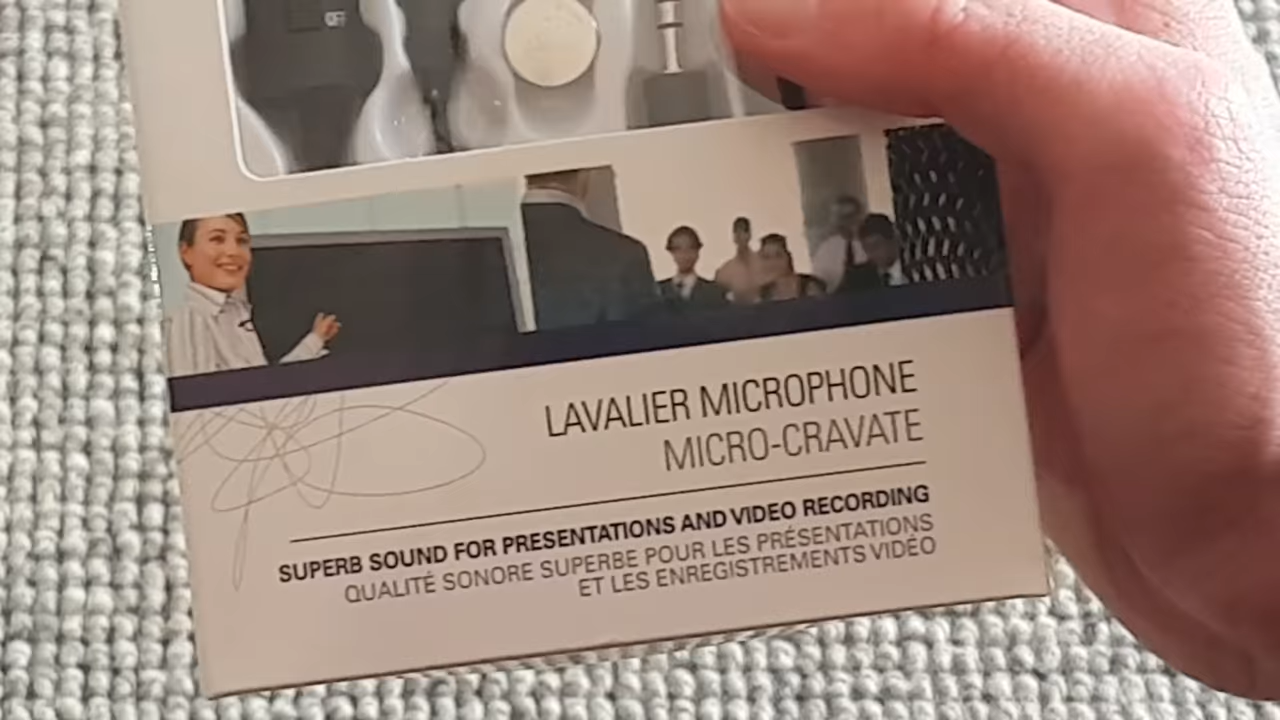 OFF
LAVALIER MICROPHONE
MICRO-CRAVATE
SUPERB SOUND FOR PRESENTATIONS AND VIDEO RECORDING
QUALITÉ SONORE SUPERBE POUR LES PRÉSENTATIONS
ET LES ENREGISTREMENTS VIDÉO